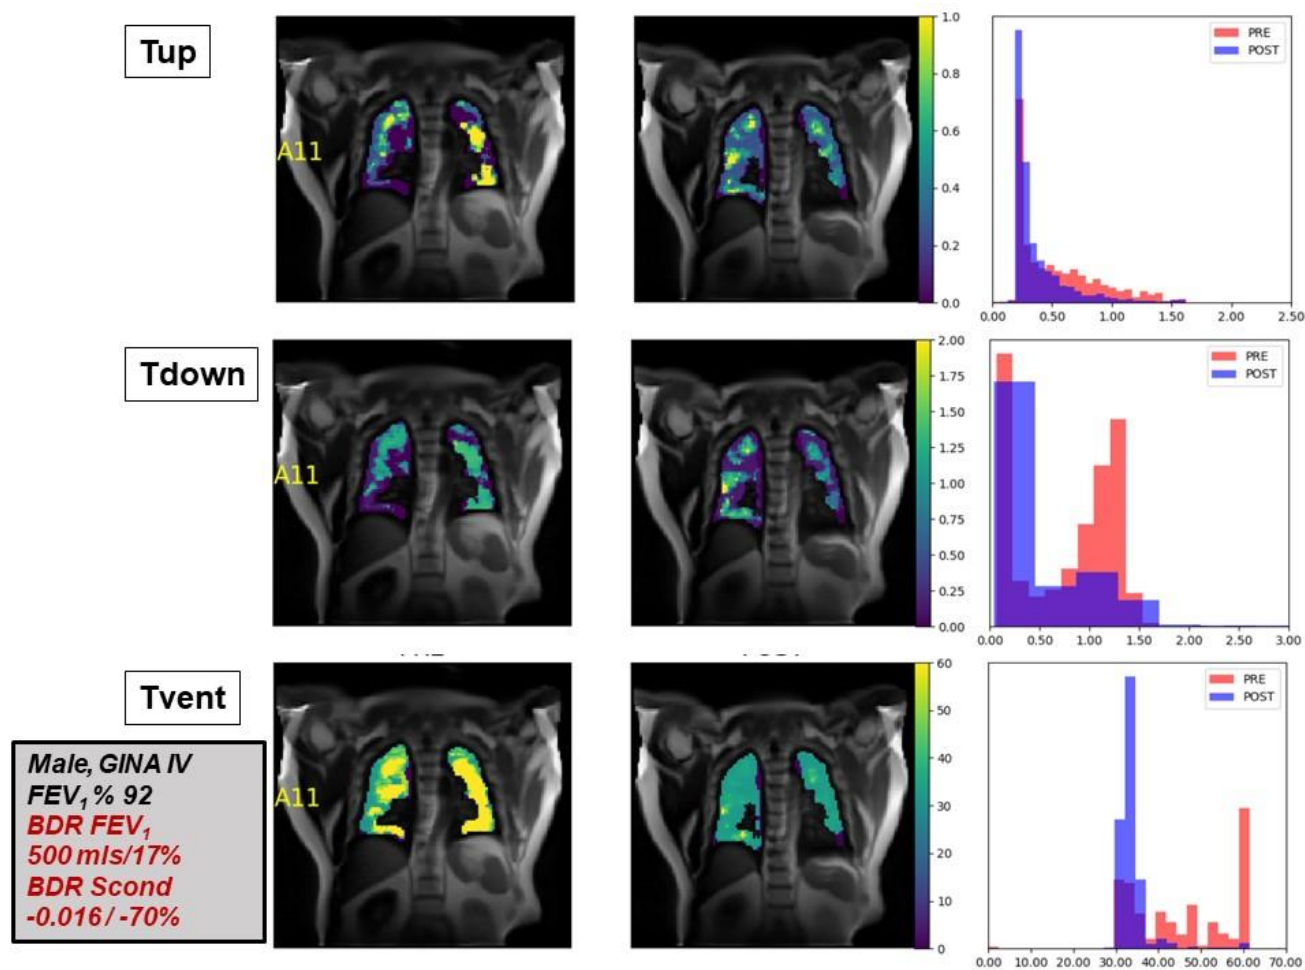 Tup
A11
1.0
0.8
0.6
0.4
0.2
0.0
PRE
POST
0.00 0.50 1.00 1.50 2.00 2.50
Tdown
A11
2.00
1.75
1.50
1.25
1.00
0.75
0.50
0.25
0.00
PRE
POST
0.00 0.50 1.00 1.50 2.00 2.50 3.00
Tvent
A11
60
50
40
30
20
10
0
PRE
POST
0.00 10.00 20.00 30.00 40.00 50.00 60.00 70.00
Male, GINA IV
FEV₁ % 92
BDR FEV₁
500 mls/17%
BDR Scond
-0.016 / -70%